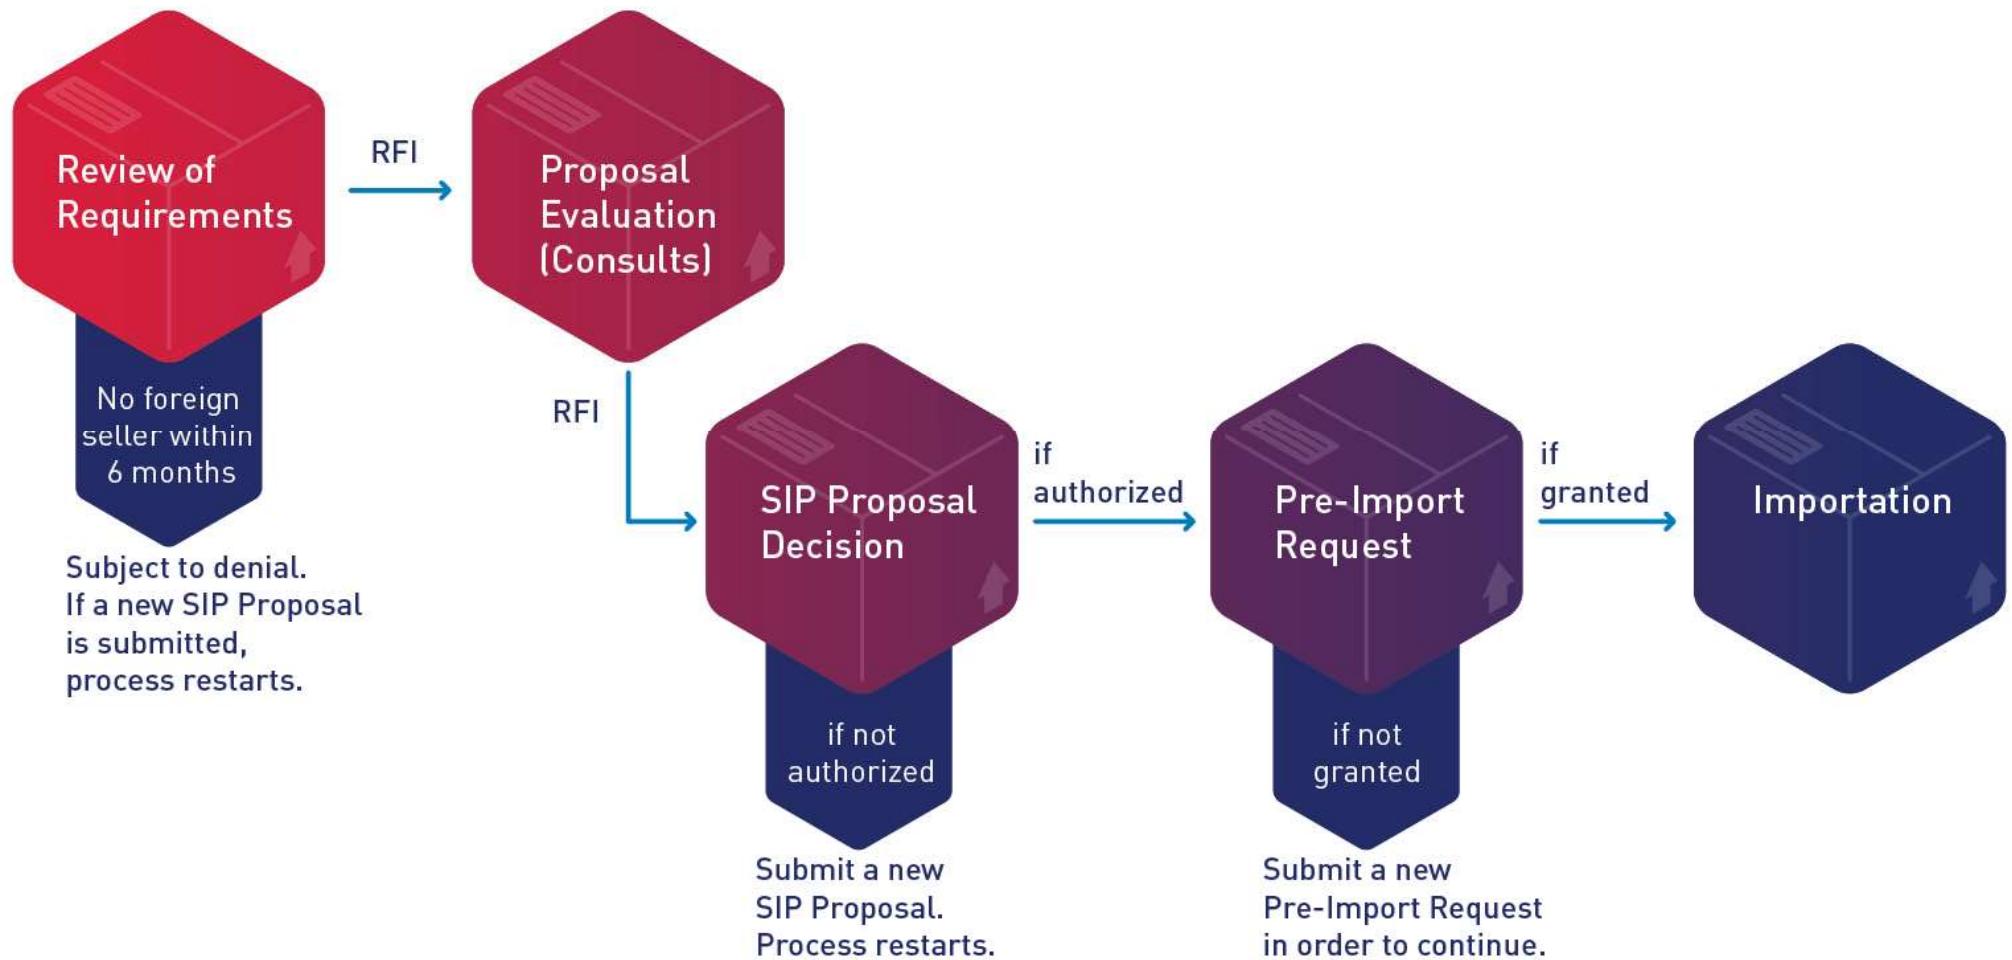 Review of
Requirements
RFI
Proposal
Evaluation
(Consults)
No foreign
seller within
6 months
Subject to denial.
If a new SIP Proposal
is submitted,
process restarts.
RFI
SIP Proposal
Decision
if
authorized
Pre-Import
Request
if
granted
Importation
if not
authorized
Submit a new
SIP Proposal.
Process restarts.
if not
granted
Submit a new
Pre-Import Request
in order to continue.